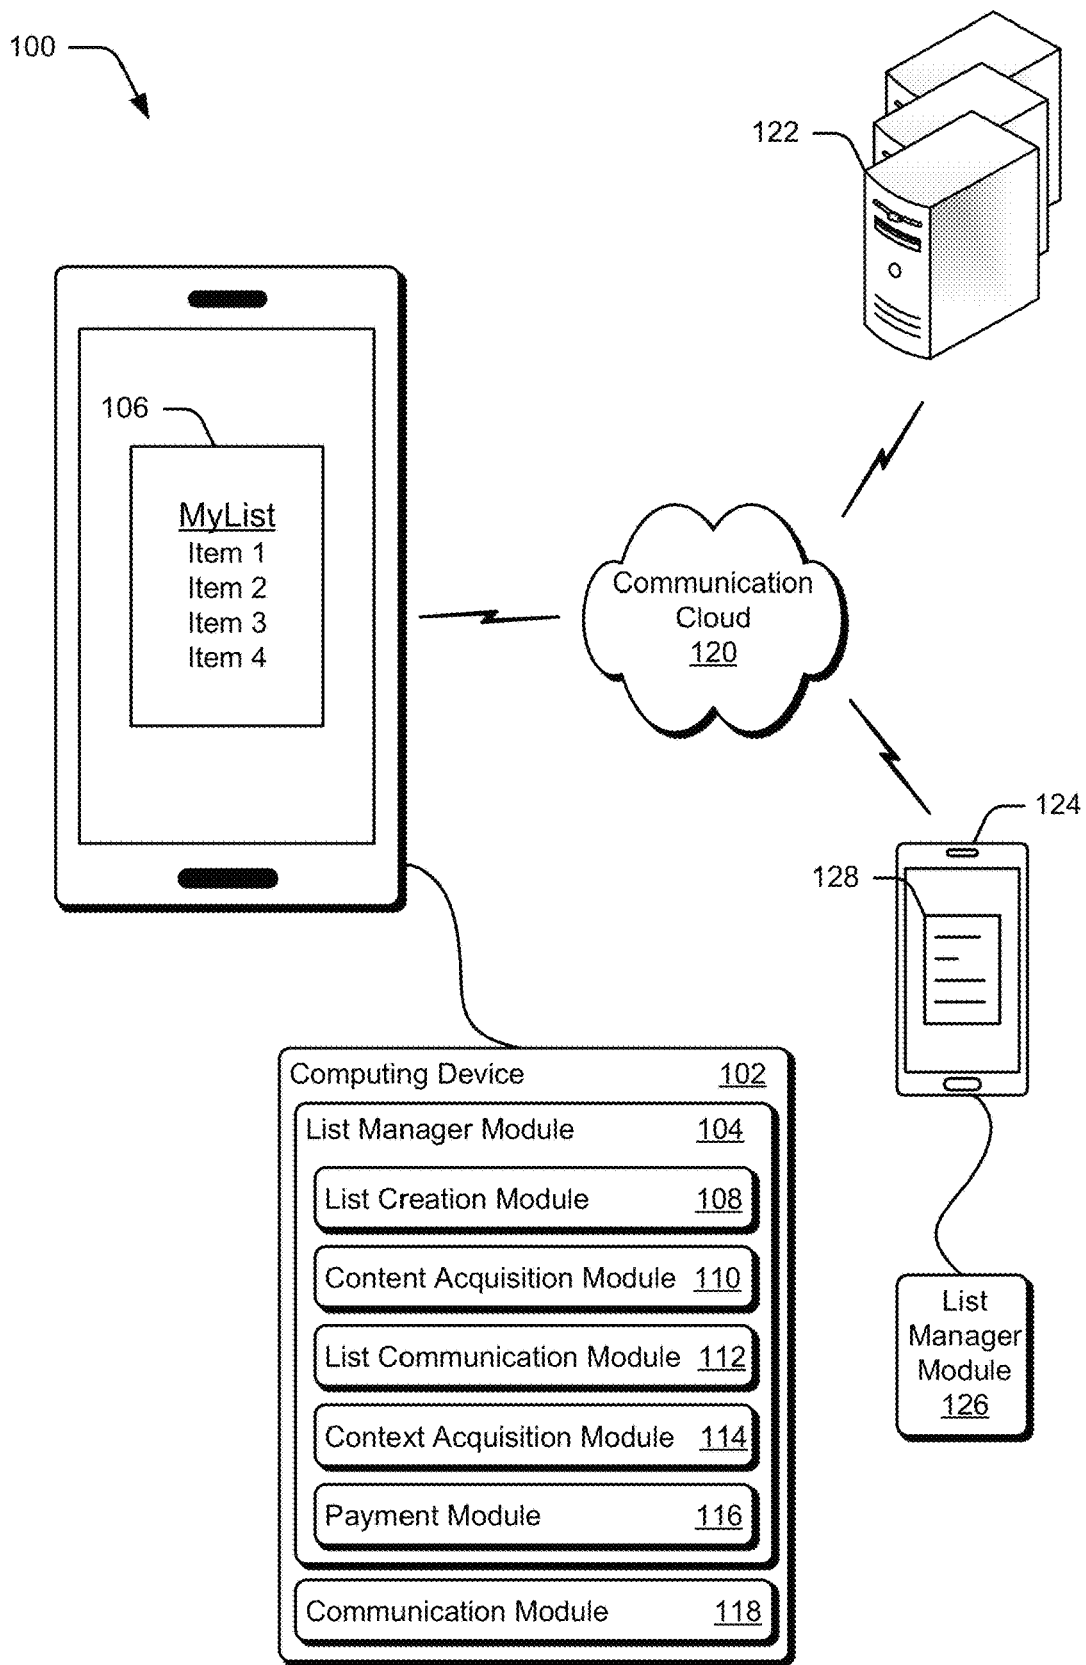 100
122
106
MyList
Item 1
Item 2
Item 3
Item 4
Communication
Cloud
120
124
128
Computing Device 102
List Manager Module 104
List Creation Module 108
Content Acquisition Module 110
List Communication Module 112
Context Acquisition Module 114
Payment Module 116
Communication Module 118
List
Manager
Module
126